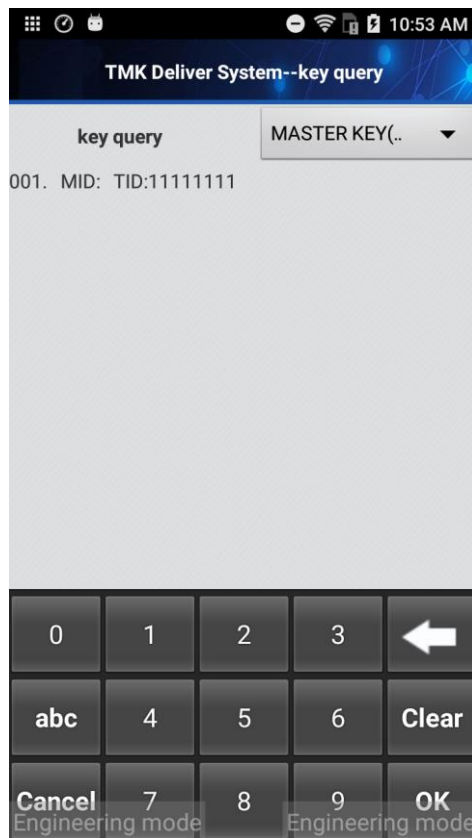 10:53 AM
TMK Deliver System--key query
key query MASTER KEY(..
001. MID: TID:11111111
0 1 2 3
abc 4 5 6 Clear
Cancel 7 8 9 OK
Engineering mode Engineering mode